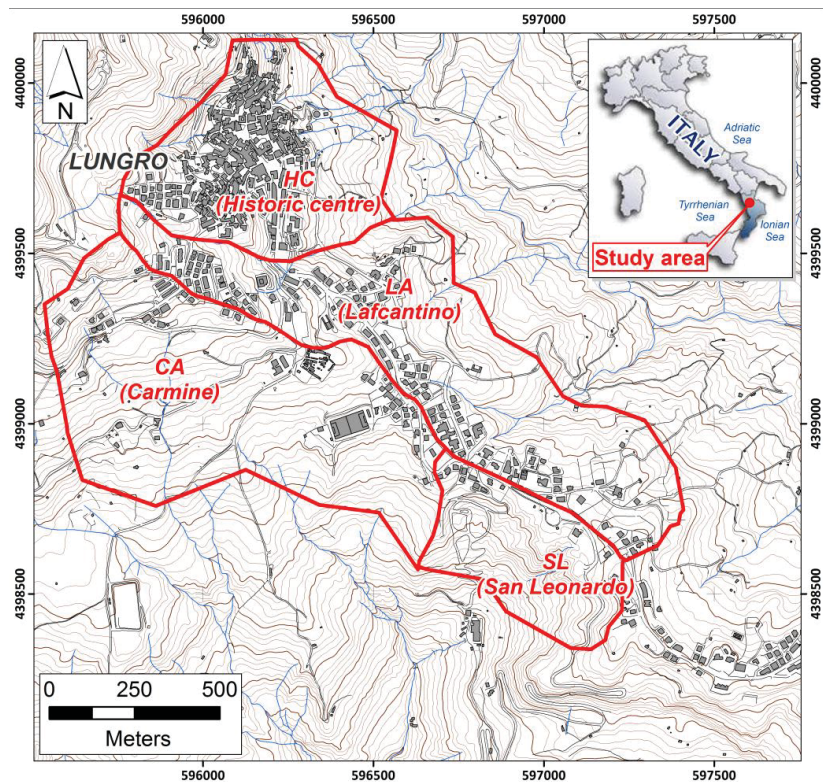 596000
596500
597000
597500
4400000
4399500
4399000
4398500
N
LUNGRO
HC
(Historic centre)
LA
(Lafcantino)
CA
(Carmine)
SL
(San Leonardo)
ITALY
Adriatic
Sea
Tyrrhenian
Sea
Ionian
Sea
Study area
0
250
500
Meters
596000
596500
597000
597500
4400000
4399500
4399000
4398500